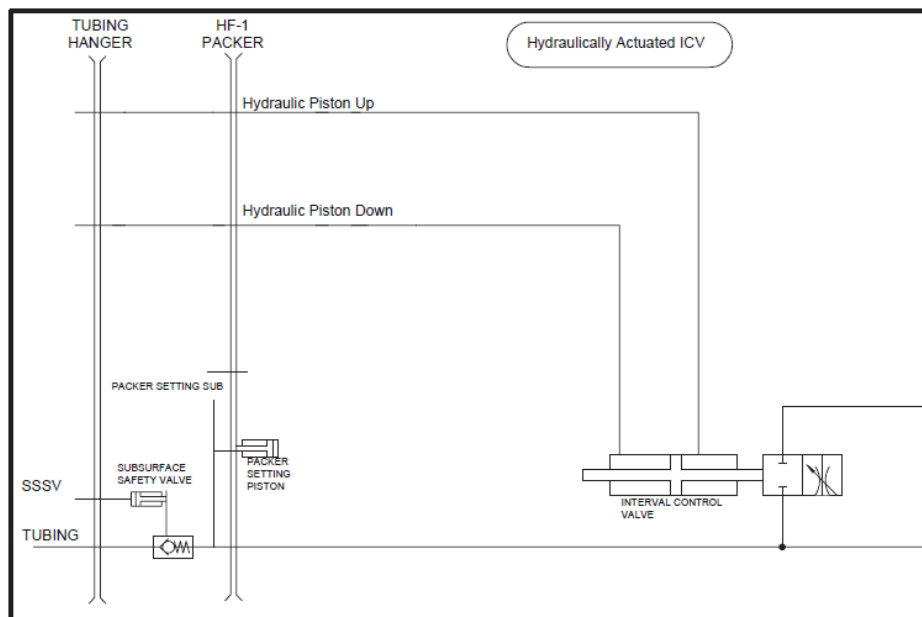 TUBING
HANGER
HF-1
PACKER
Hydraulically Actuated ICV
Hydraulic Piston Up
Hydraulic Piston Down
PACKER SETTING SUB
SUBSURFACE
SAFETY VALVE
PACKER
SETTING
PISTON
SSSV
INTERVAL CONTROL
VALVE
TUBING